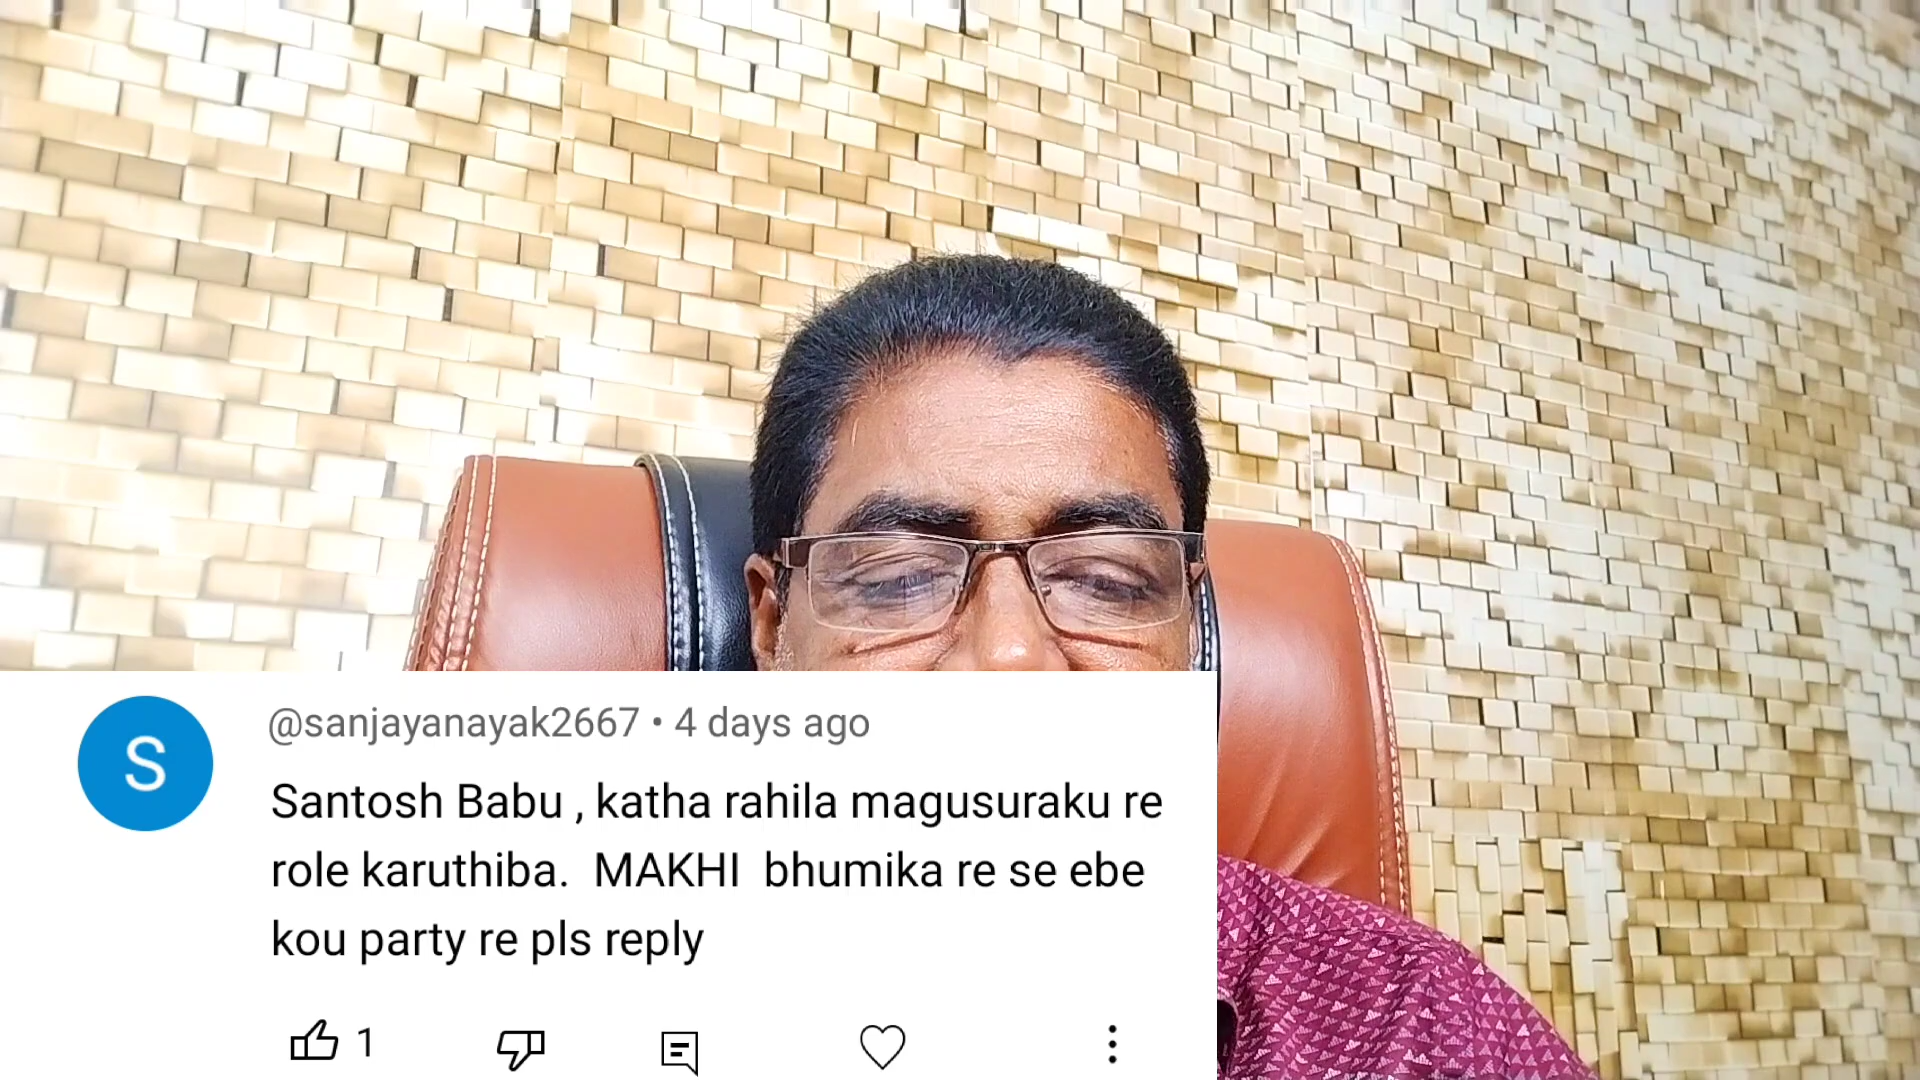 S
@sanjayanayak2667 • 4 days ago
Santosh Babu , katha rahila magusuraku re
role karuthiba. MAKHI bhumika re se ebe
kou party re pls reply
1